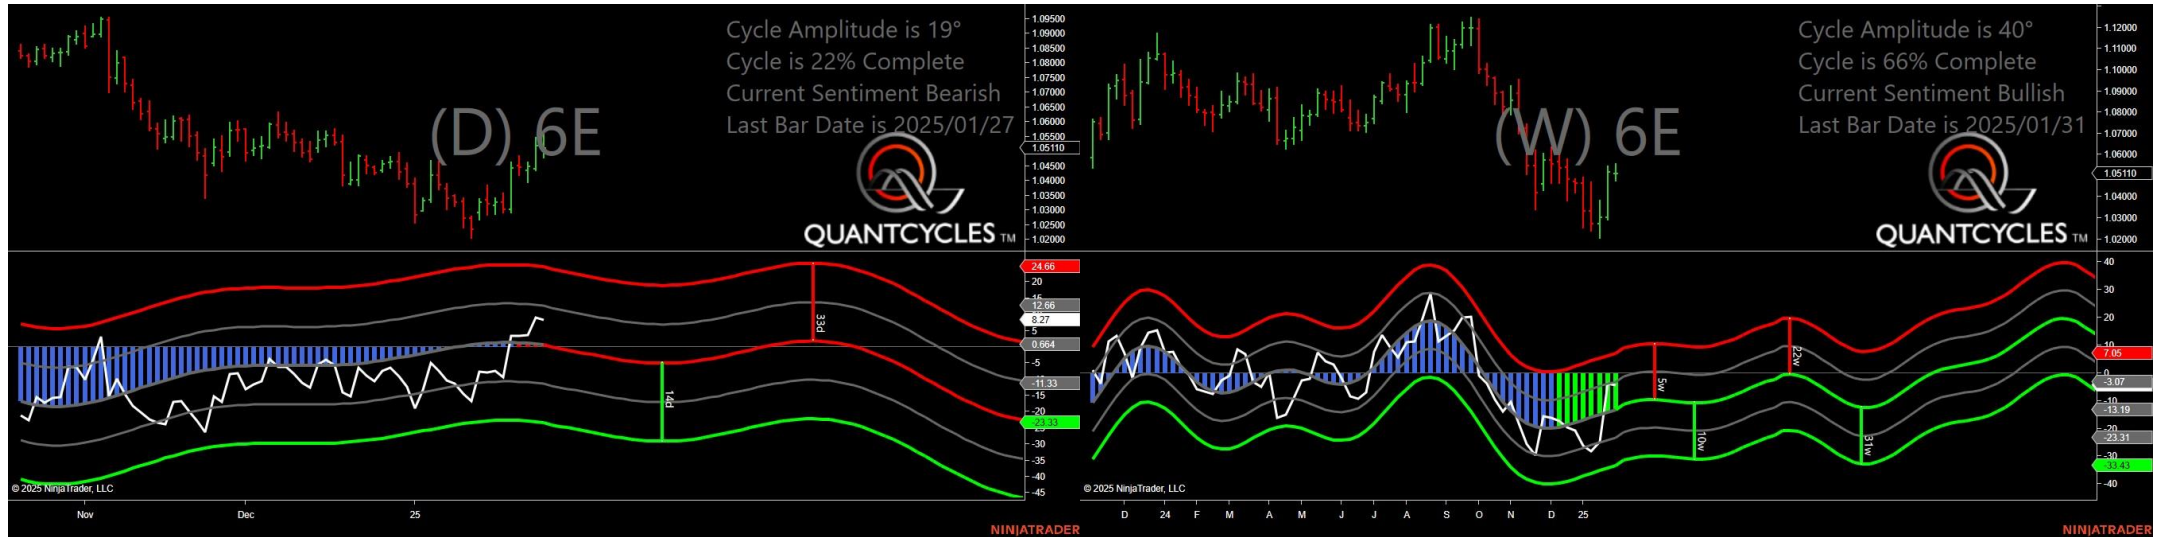 Cycle Amplitude is 19°
Cycle is 22% Complete
Current Sentiment Bearish
Last Bar Date is 2025/01/27
(D) 6E
QUANTCYCLES TM
1.09500
1.09000
1.08500
1.08000
1.07500
1.07000
1.06500
1.06000
1.05500
1.05110
1.04500
1.04000
1.03500
1.03000
1.02500
1.02000
24.66
20
15
12.66
8.27
5
0.664
-5
-11.33
-15
-20
-23.33
-30
-35
-40
-45
33d
14d
© 2025 NinjaTrader, LLC
Nov Dec 25
NINJATRADER
Cycle Amplitude is 40°
Cycle is 66% Complete
Current Sentiment Bullish
Last Bar Date is 2025/01/31
(W) 6E
QUANTCYCLES TM
1.12000
1.11000
1.10000
1.09000
1.08000
1.07000
1.06000
1.05110
1.04000
1.03000
1.02000
40
30
20
10
7.05
0
-3.07
-10
-13.19
-20
-23.31
-30
-33.43
-40
5w
10w
22w
31w
© 2025 NinjaTrader, LLC
D 24 F M A M J J A S O N D 25
NINJATRADER